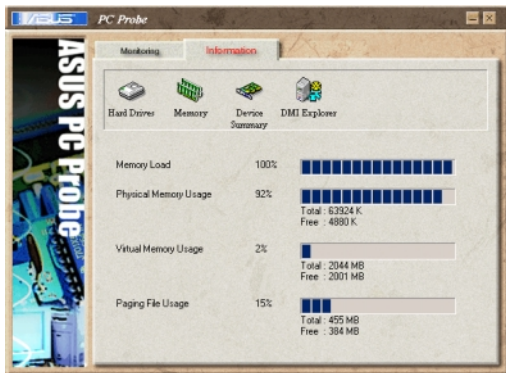 ASUS PC Probe
Monitoring Information
Hard Drives Memory Device Summary DMI Explorer
ASUS PC Probe
Memory Load 100%
Physical Memory Usage 92%
Total : 63924 K
Free : 4880 K
Virtual Memory Usage 2%
Total : 2044 MB
Free : 2001 MB
Paging File Usage 15%
Total : 455 MB
Free : 384 MB